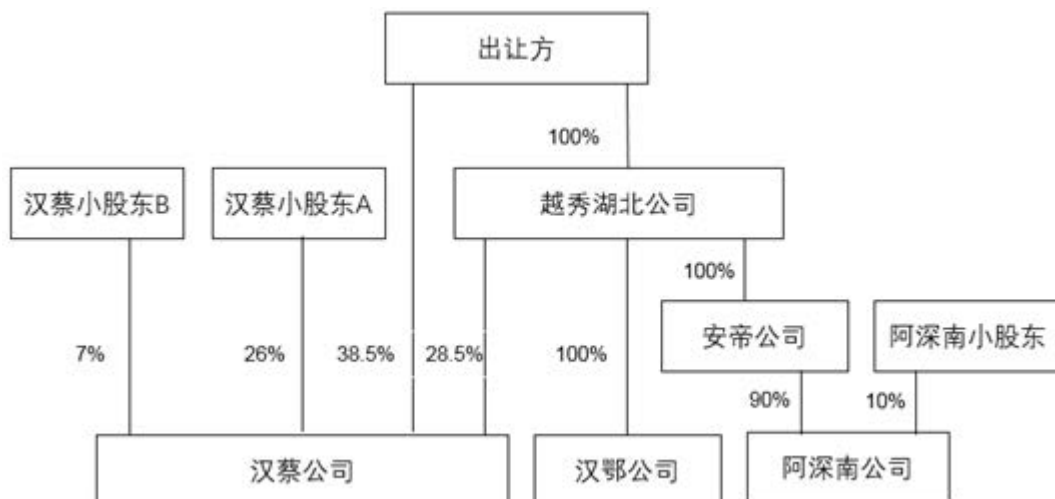 出让方
100%
汉蔡小股东B
汉蔡小股东A
越秀湖北公司
100%
安帝公司
阿深南小股东
7%
26%
38.5%
28.5%
100%
90%
10%
汉蔡公司
汉鄂公司
阿深南公司